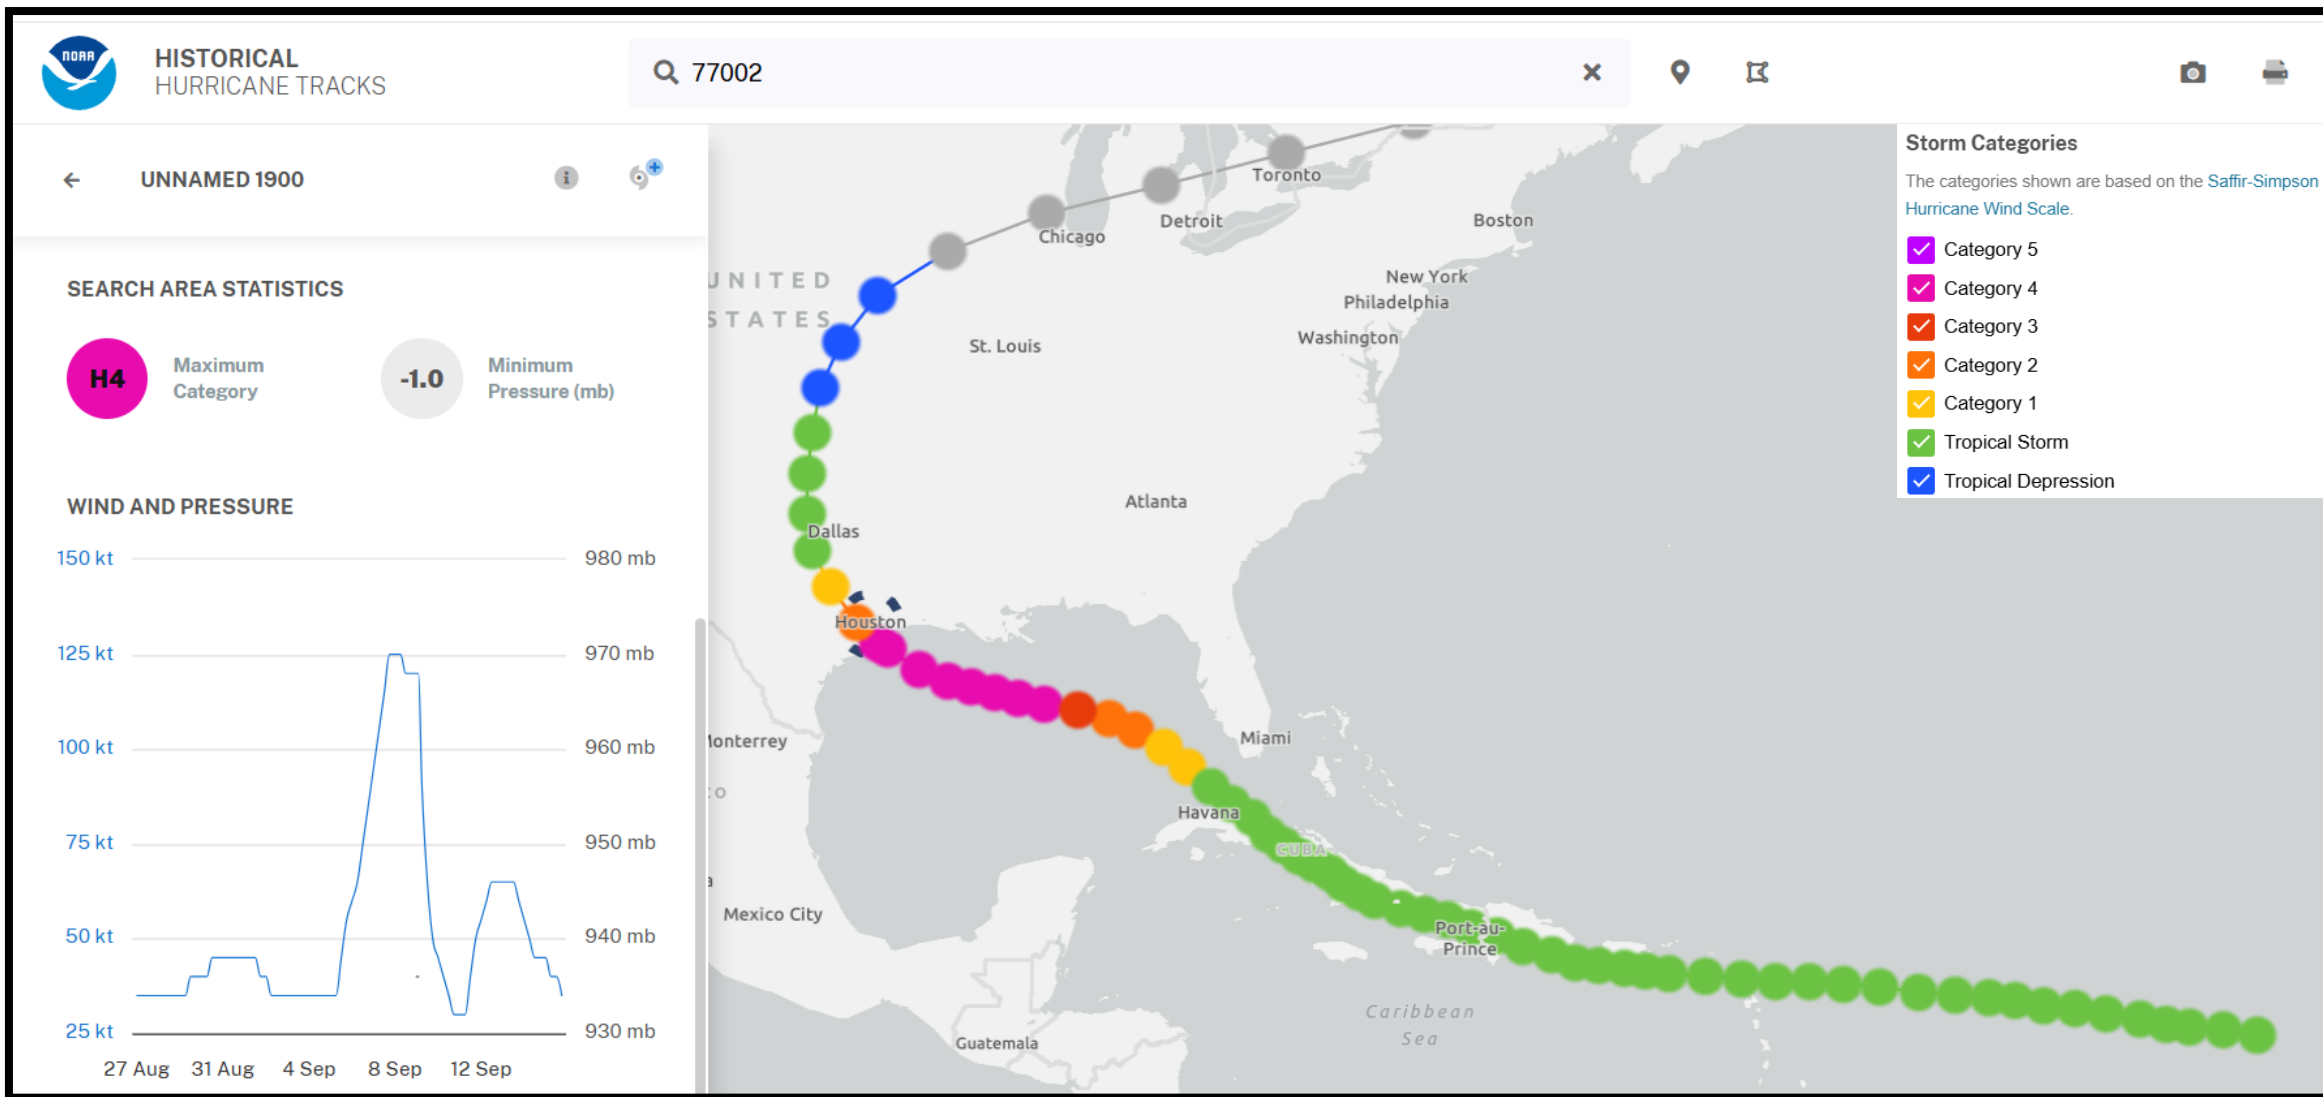 NOAA
HISTORICAL
HURRICANE TRACKS
77002
UNNAMED 1900
i
SEARCH AREA STATISTICS
H4
Maximum
Category
-1.0
Minimum
Pressure (mb)
WIND AND PRESSURE
150 kt
980 mb
125 kt
970 mb
100 kt
960 mb
75 kt
950 mb
50 kt
940 mb
25 kt
930 mb
27 Aug 31 Aug 4 Sep 8 Sep 12 Sep
Toronto
Detroit
Chicago
Boston
UNITED
STATES
New York
Philadelphia
Washington
St. Louis
Atlanta
Dallas
Houston
Monterrey
Miami
Havana
CUBA
Mexico City
Port-au-
Prince
Caribbean
Sea
Guatemala
Storm Categories
The categories shown are based on the Saffir-Simpson
Hurricane Wind Scale.
Category 5
Category 4
Category 3
Category 2
Category 1
Tropical Storm
Tropical Depression